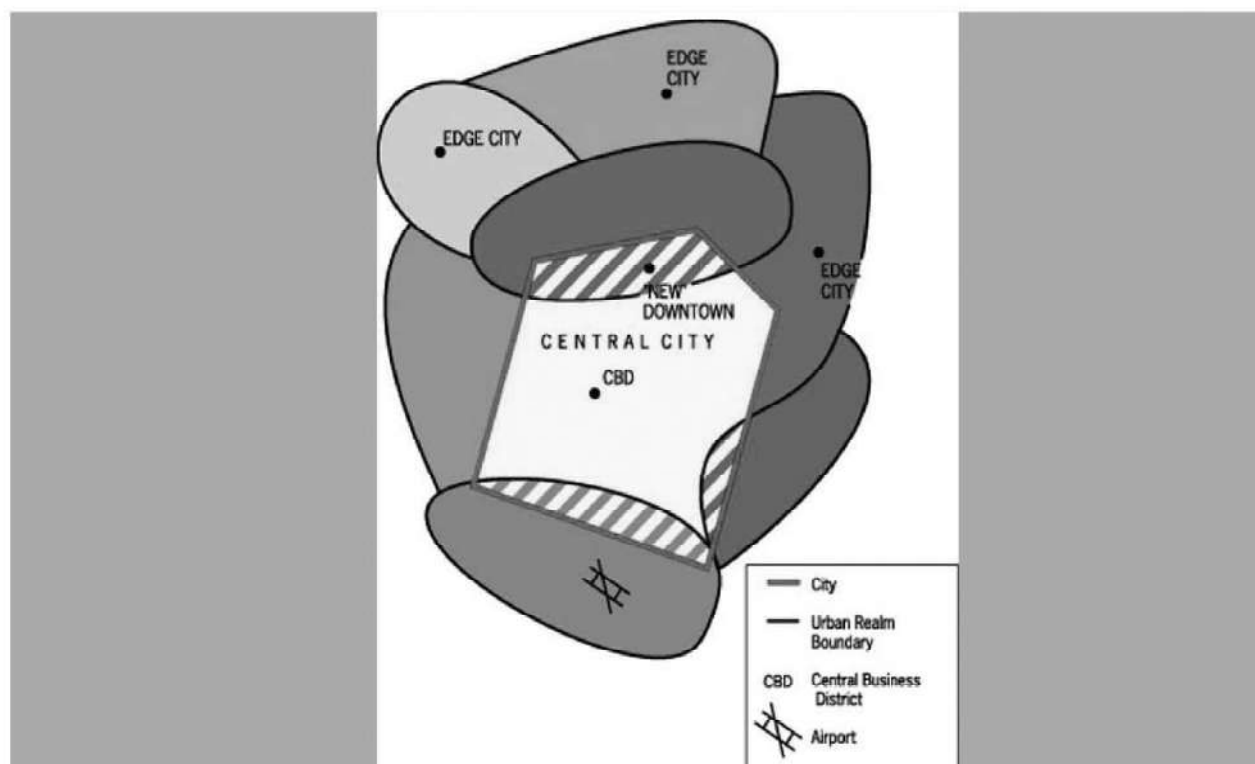 EDGE
CITY
EDGE CITY
EDGE
CITY
"NEW"
DOWNTOWN
CENTRAL CITY
CBD
City
Urban Realm
Boundary
CBD Central Business
District
Airport